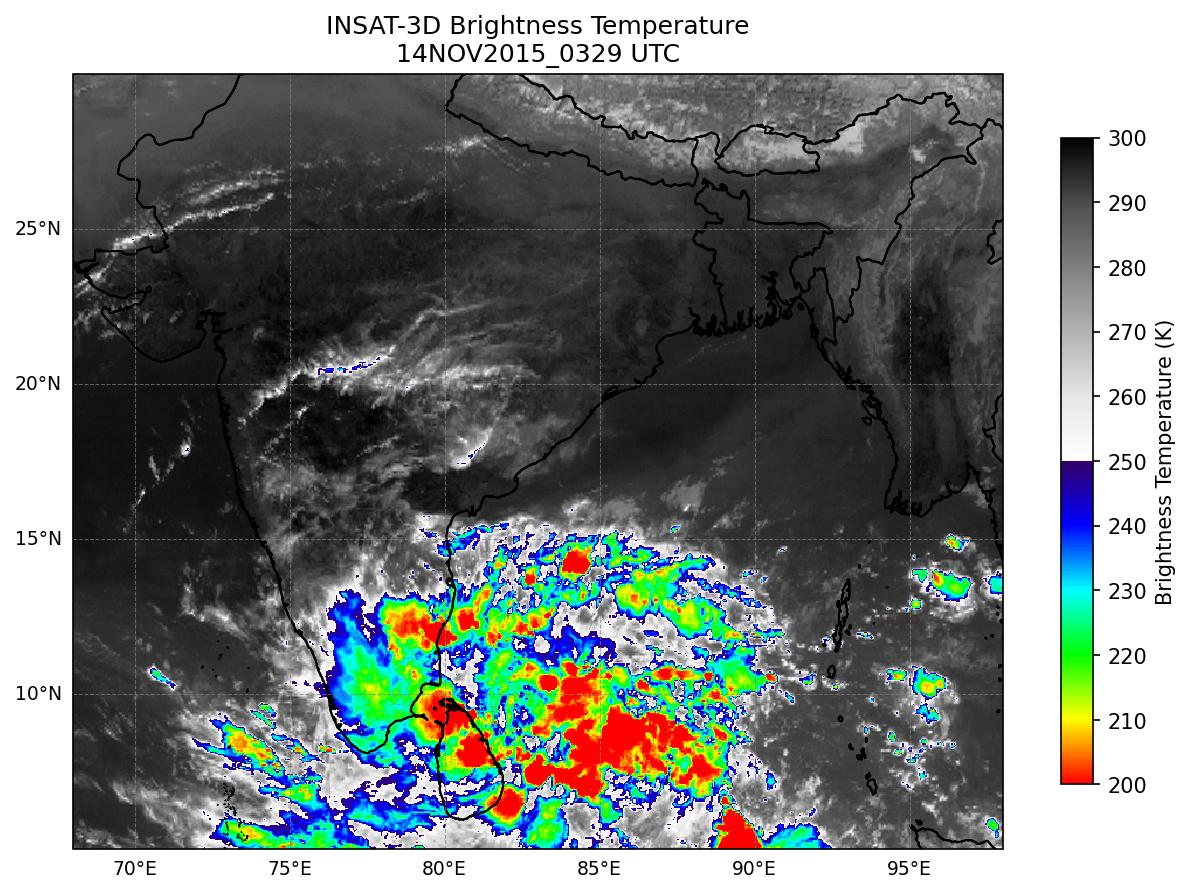 INSAT-3D Brightness Temperature
14NOV2015_0329 UTC
25°N
20°N
15°N
10°N
70°E
75°E
80°E
85°E
90°E
95°E
300
290
280
270
260
250
240
230
220
210
200
Brightness Temperature (K)